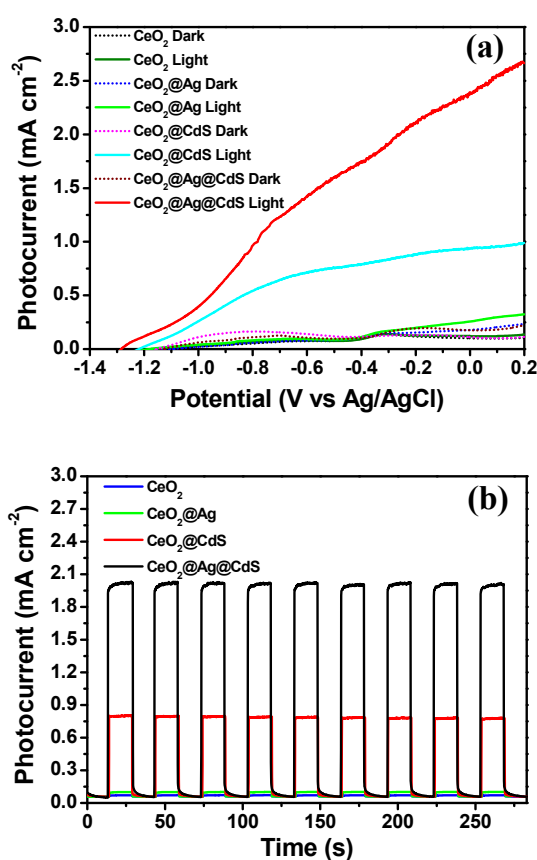 (a)
CeO2 Dark
CeO2 Light
CeO2@Ag Dark
CeO2@Ag Light
CeO2@CdS Dark
CeO2@CdS Light
CeO2@Ag@CdS Dark
CeO2@Ag@CdS Light
Photocurrent (mA cm-2)
3.0
2.5
2.0
1.5
1.0
0.5
0.0
-1.4 -1.2 -1.0 -0.8 -0.6 -0.4 -0.2 0.0 0.2
Potential (V vs Ag/AgCl)
(b)
CeO2
CeO2@Ag
CeO2@CdS
CeO2@Ag@CdS
Photocurrent (mA cm-2)
3.0
2.7
2.4
2.1
1.8
1.5
1.2
0.9
0.6
0.3
0.0
0 50 100 150 200 250
Time (s)